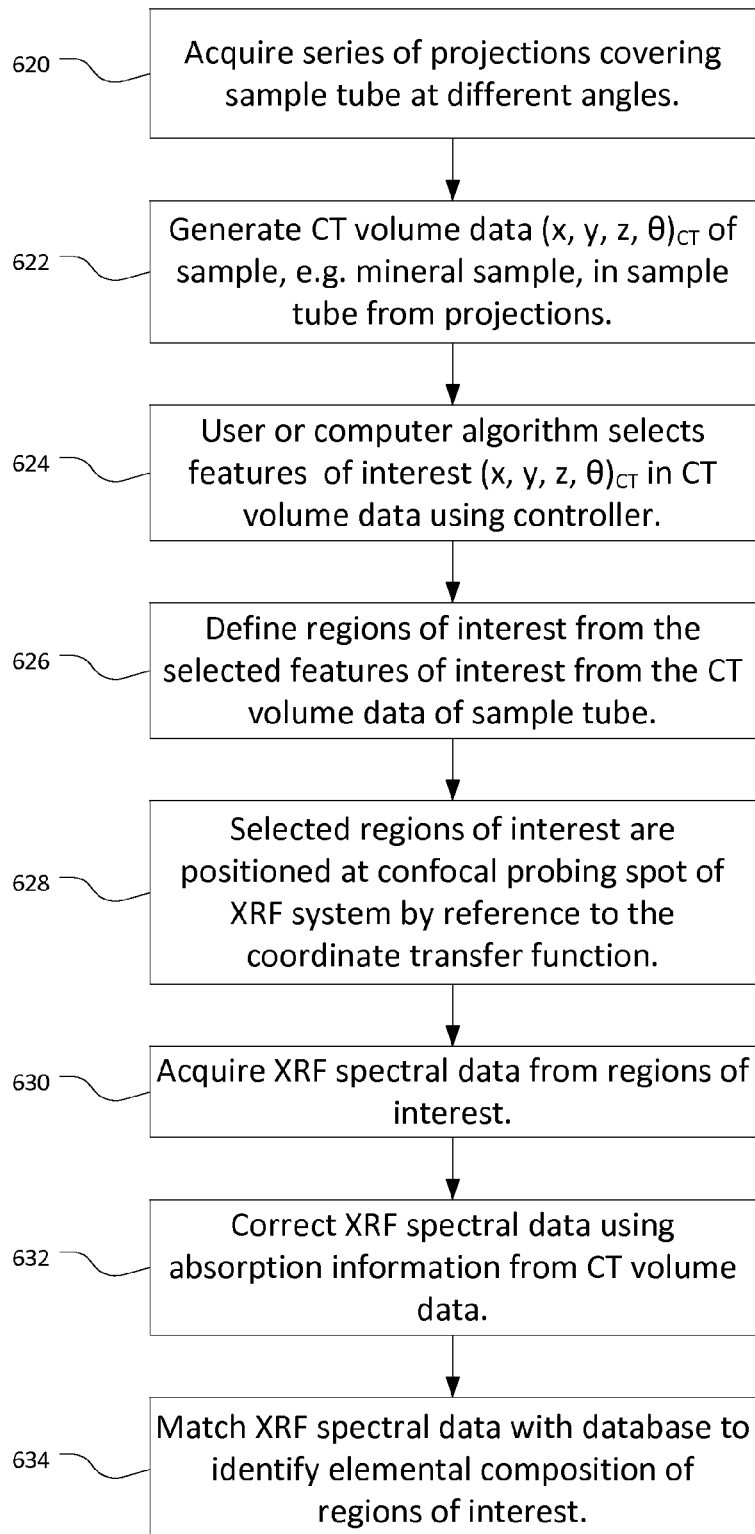 620
Acquire series of projections covering
sample tube at different angles.
622
Generate CT volume data (x, y, z, θ)CT of
sample, e.g. mineral sample, in sample
tube from projections.
624
User or computer algorithm selects
features of interest (x, y, z, θ)CT in CT
volume data using controller.
626
Define regions of interest from the
selected features of interest from the CT
volume data of sample tube.
628
Selected regions of interest are
positioned at confocal probing spot of
XRF system by reference to the
coordinate transfer function.
630
Acquire XRF spectral data from regions of
interest.
632
Correct XRF spectral data using
absorption information from CT volume
data.
634
Match XRF spectral data with database to
identify elemental composition of
regions of interest.